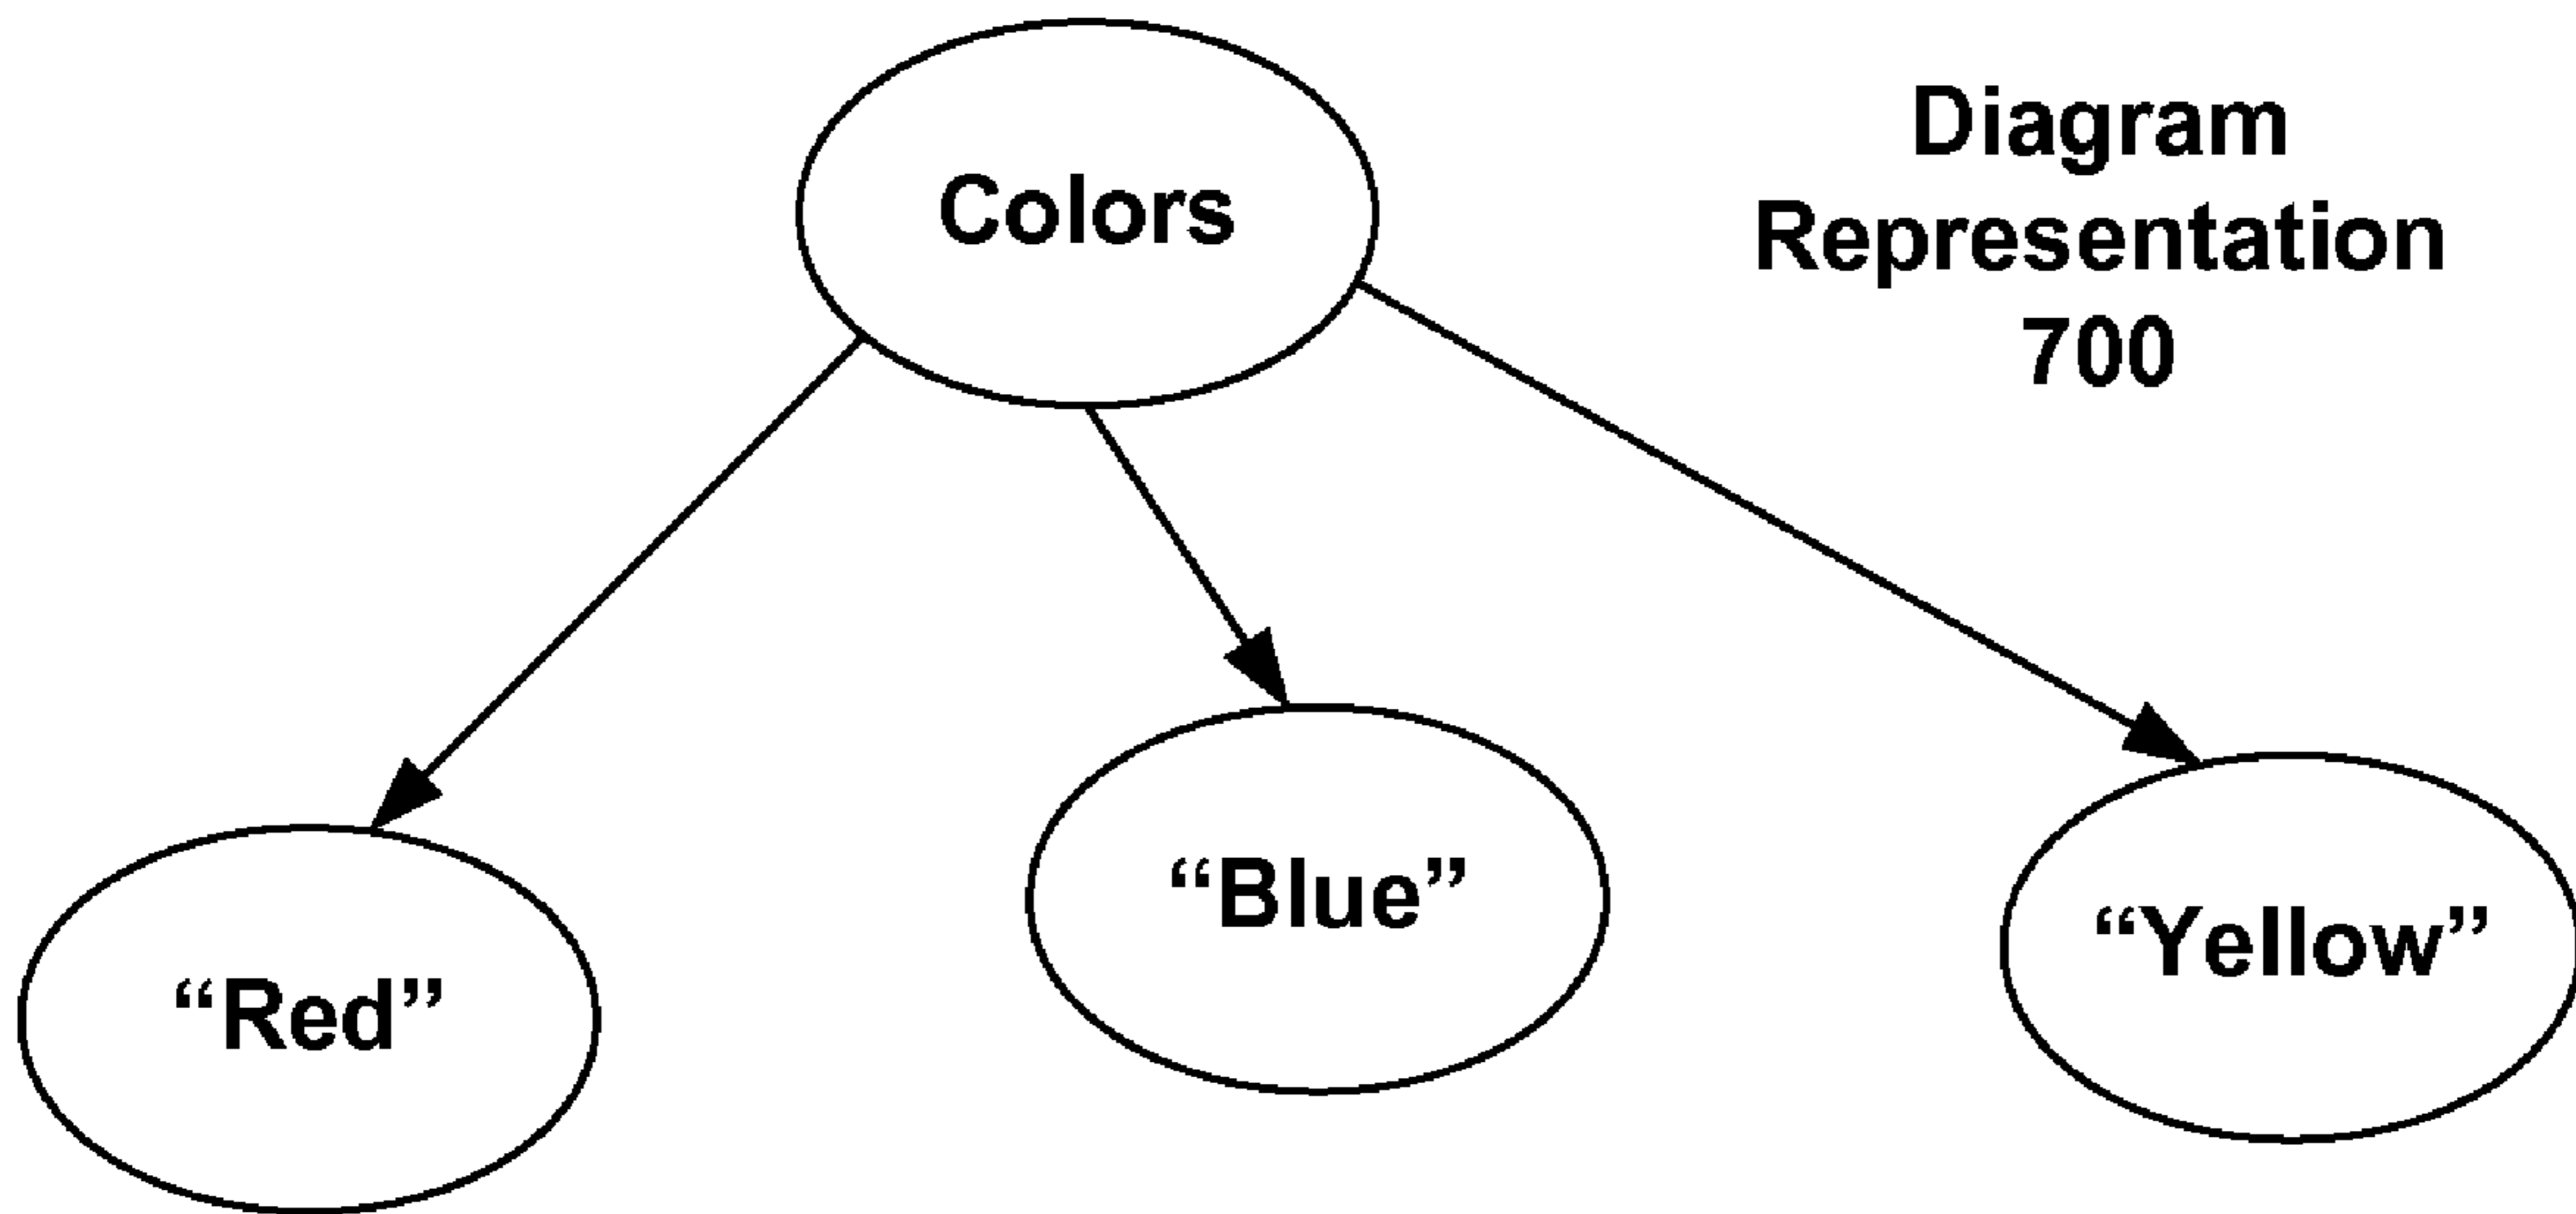 Colors
Diagram
Representation
700
“Red”
“Blue”
“Yellow”